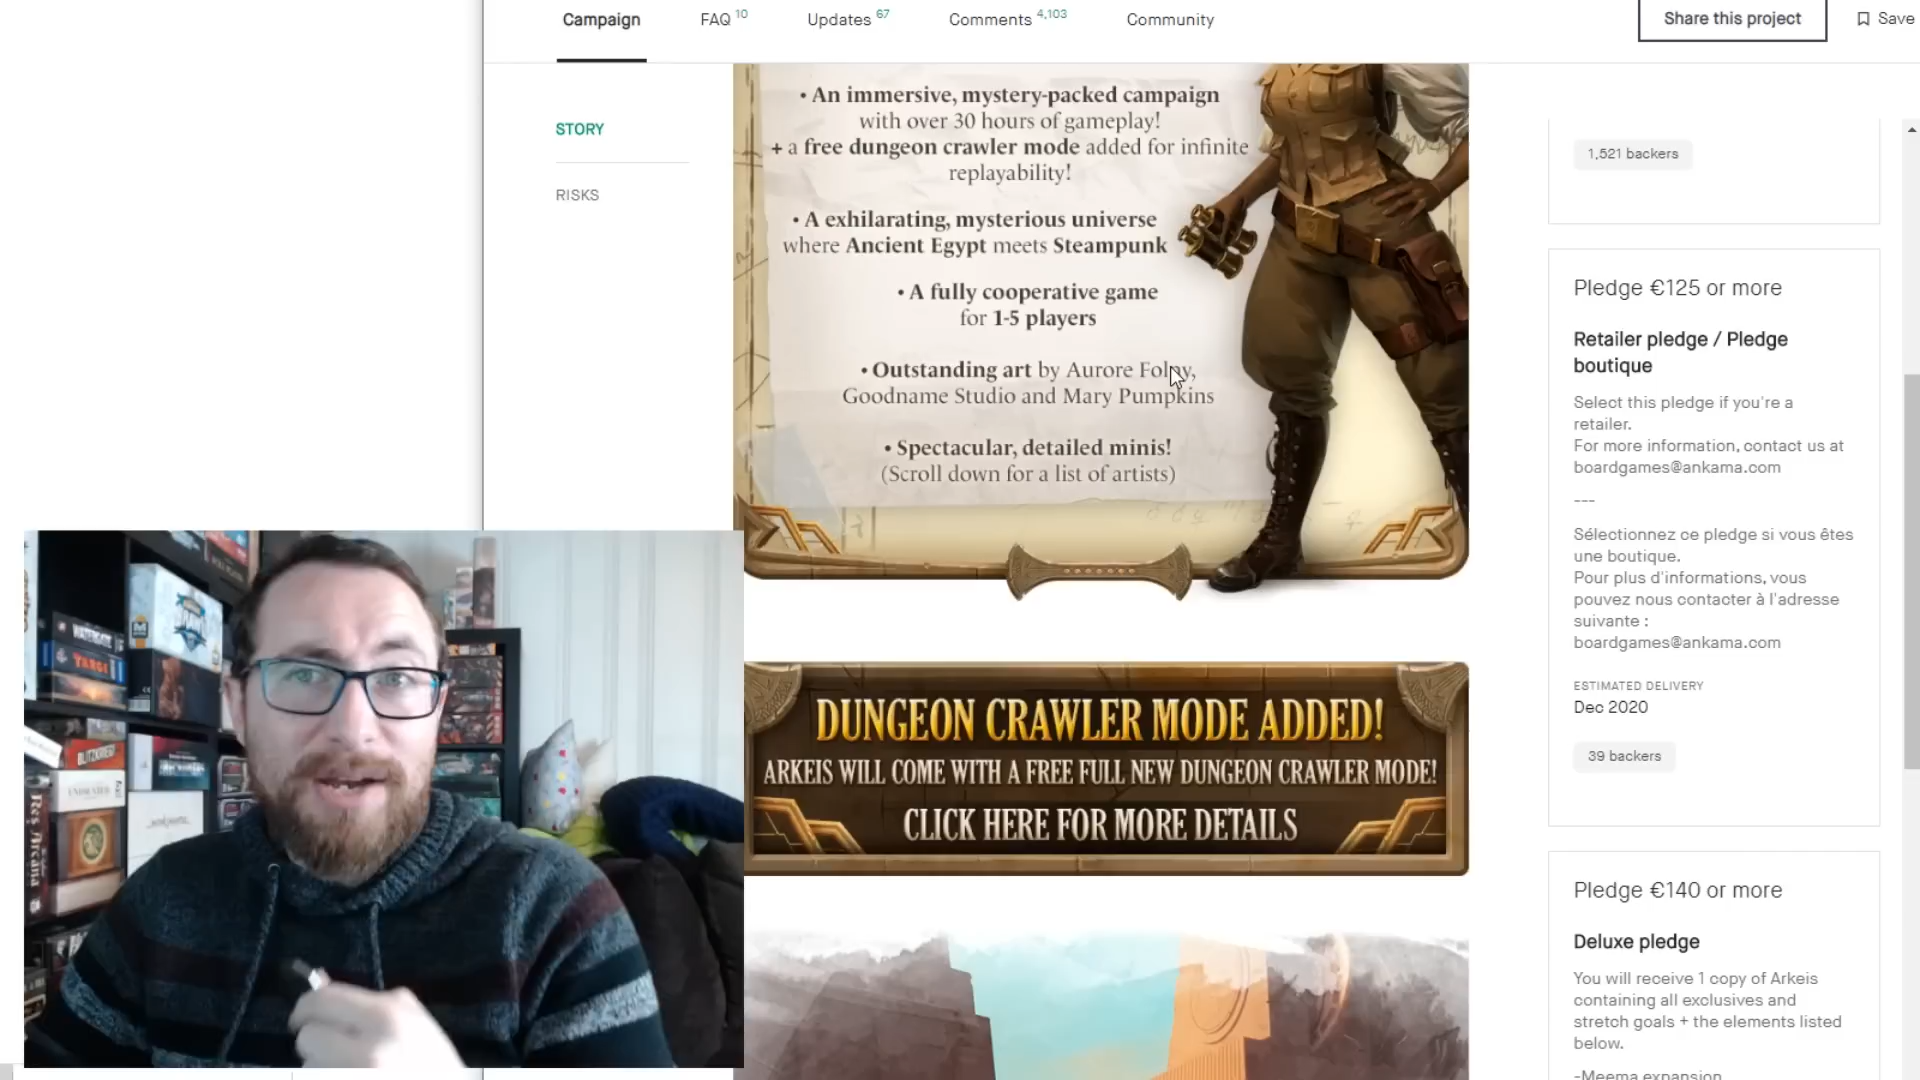 Campaign
FAQ 10
Updates 67
Comments 4,103
Community
Share this project
Save
STORY
RISKS
• An immersive, mystery-packed campaign
with over 30 hours of gameplay!
+ a free dungeon crawler mode added for infinite
replayability!
• A exhilarating, mysterious universe
where Ancient Egypt meets Steampunk
• A fully cooperative game
for 1-5 players
• Outstanding art by Aurore Folny,
Goodname Studio and Mary Pumpkins
• Spectacular, detailed minis!
(Scroll down for a list of artists)
DUNGEON CRAWLER MODE ADDED!
ARKEIS WILL COME WITH A FREE FULL NEW DUNGEON CRAWLER MODE!
CLICK HERE FOR MORE DETAILS
1,521 backers
Pledge €125 or more
Retailer pledge / Pledge
boutique
Select this pledge if you're a
retailer.
For more information, contact us at
boardgames@ankama.com
---
Sélectionnez ce pledge si vous êtes
une boutique.
Pour plus d'informations, vous
pouvez nous contacter à l'adresse
suivante :
boardgames@ankama.com
ESTIMATED DELIVERY
Dec 2020
39 backers
Pledge €140 or more
Deluxe pledge
You will receive 1 copy of Arkeis
containing all exclusives and
stretch goals + the elements listed
below.
-Meema expansion
WATERGATE
TARGET
Res Arcana